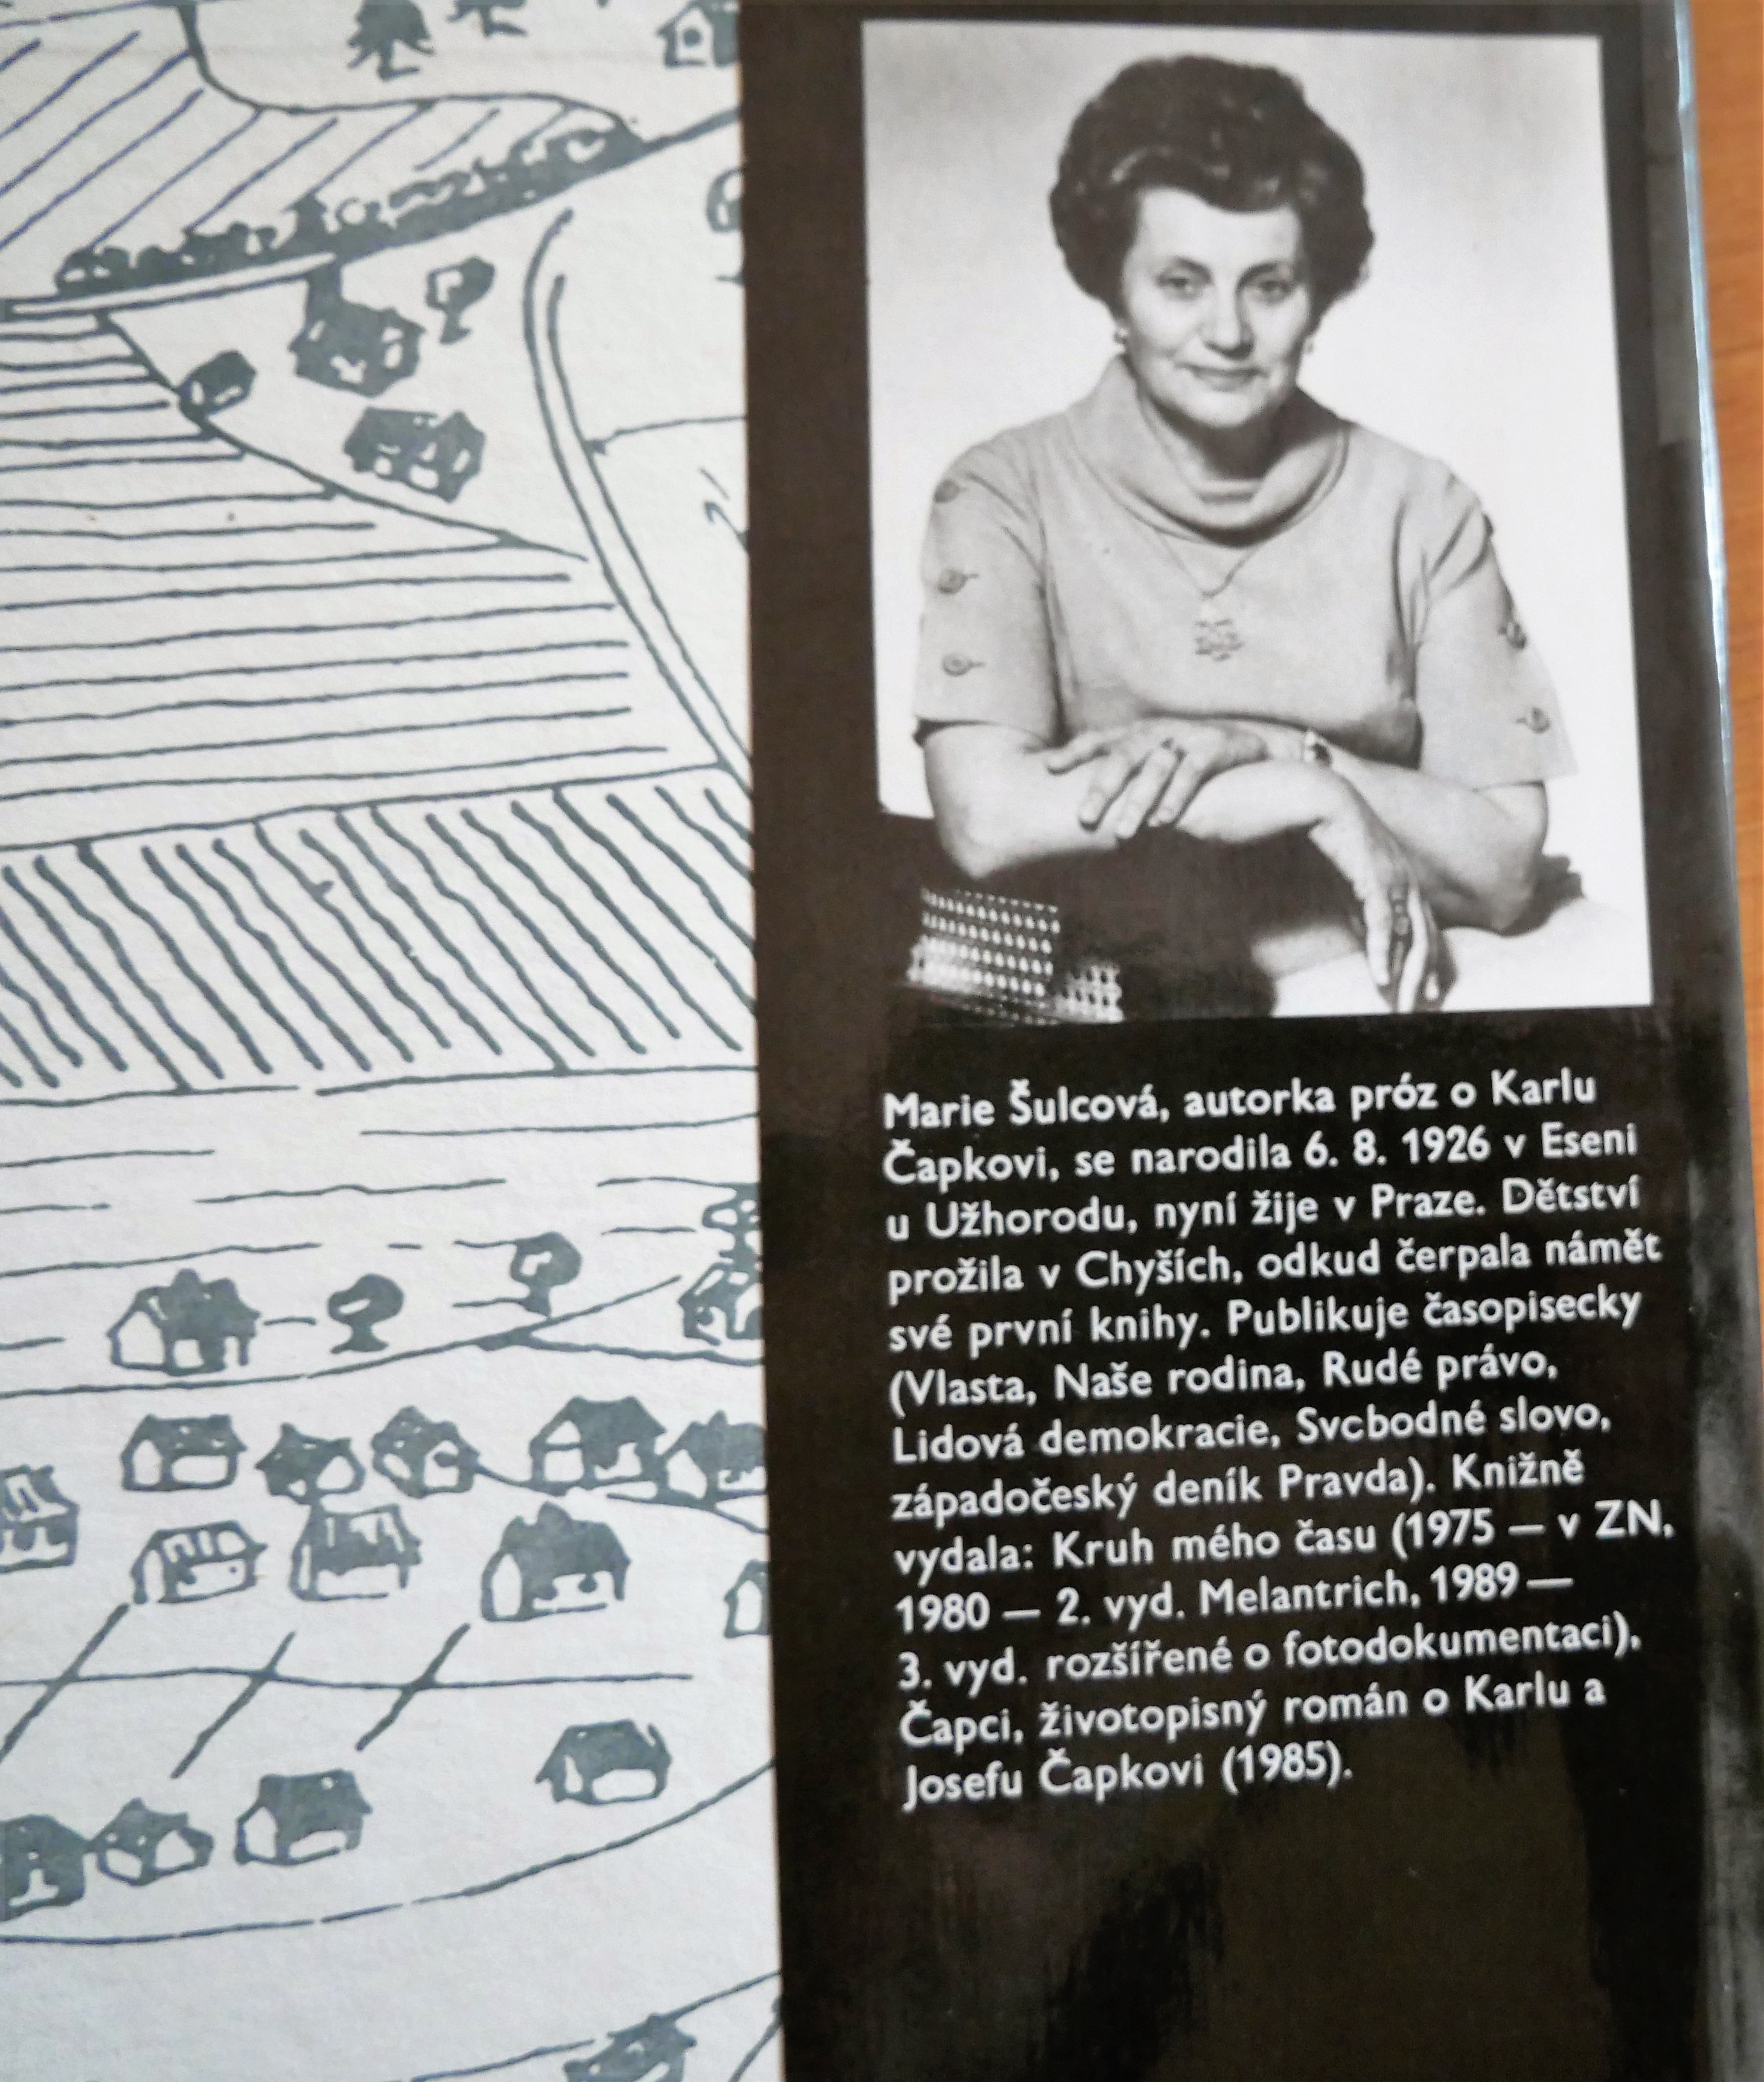 Marie Šulcová, autorka próz o Karlu
Čapkovi, se narodila 6. 8. 1926 v Eseni
u Užhorodu, nyní žije v Praze. Dětství
prožila v Chyších, odkud čerpala námět
své první knihy. Publikuje časopisecky
(Vlasta, Naše rodina, Rudé právo,
Lidová demokracie, Svcbodné slovo,
západočeský deník Pravda). Knižně
vydala: Kruh mého času (1975 — v ZN,
1980 — 2. vyd. Melantrich, 1989 —
3. vyd. rozšířené o fotodokumentaci),
Čapci, životopisný román o Karlu a
Josefu Čapkovi (1985).